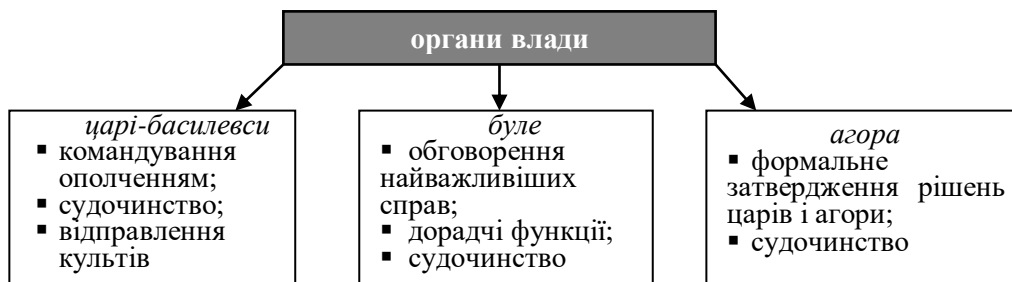 органи влади
царі-басилевси
▪ командування
ополченням;
▪ судочинство;
▪ відправлення
культів
буле
▪ обговорення
найважливіших
справ;
▪ дорадчі функції;
▪ судочинство
агора
▪ формальне
затвердження рішень
царів і агори;
▪ судочинство